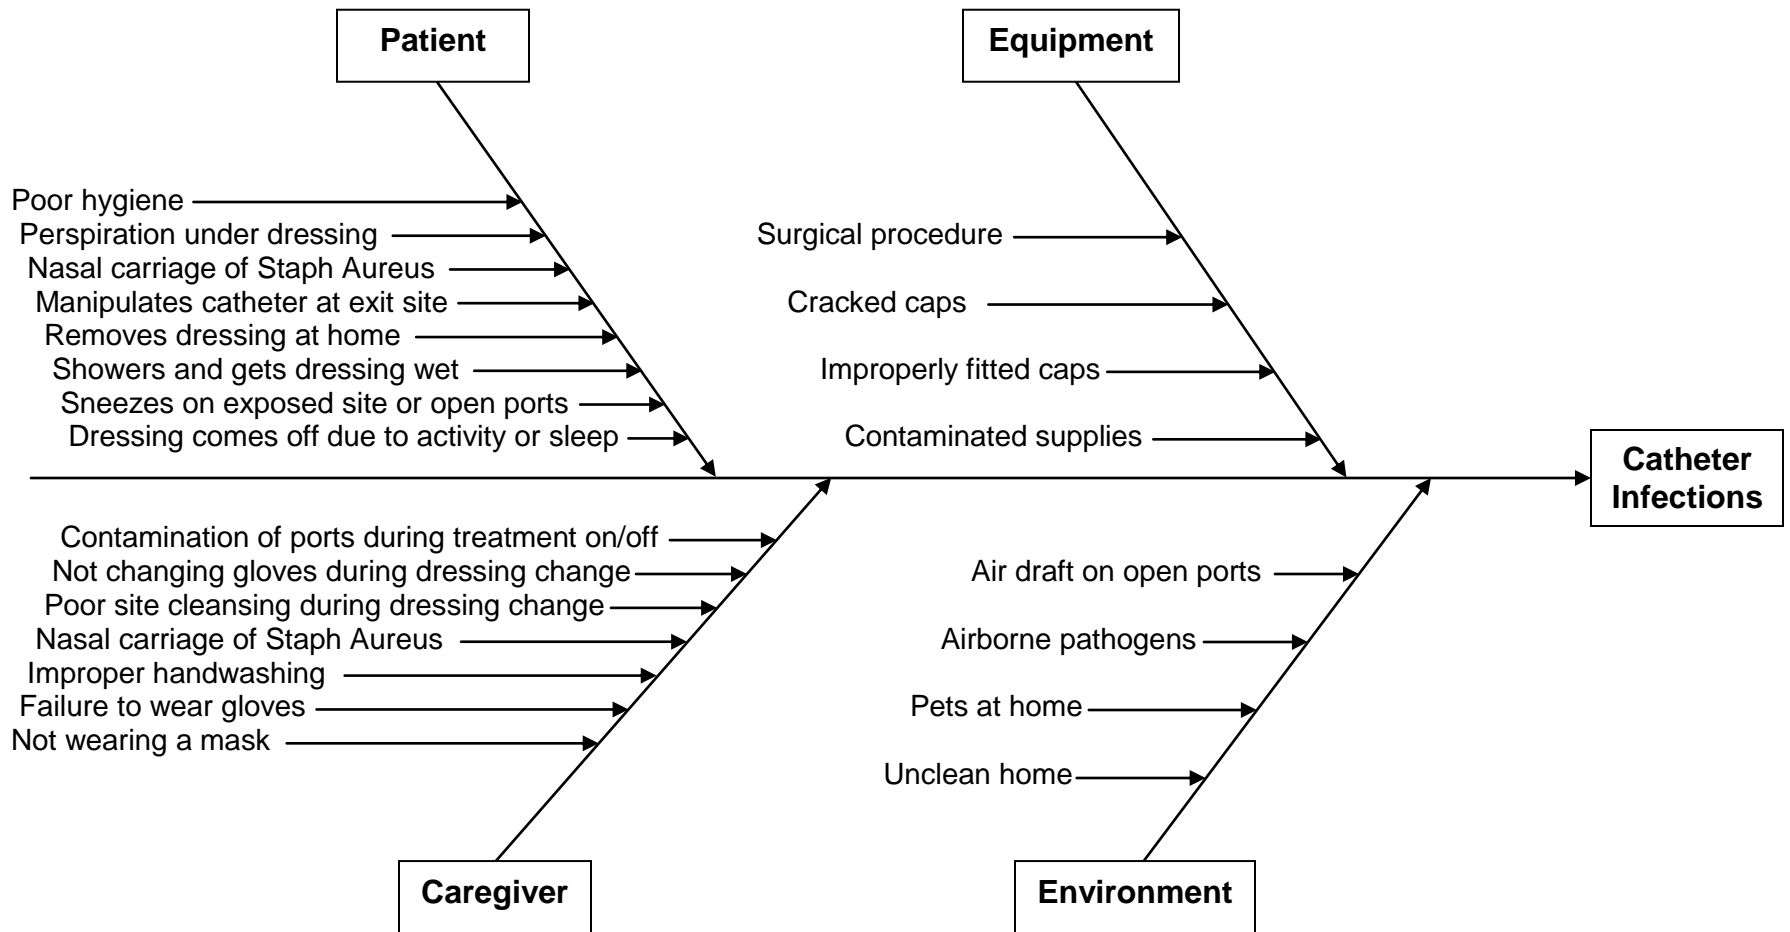 Patient
Equipment
Poor hygiene
Perspiration under dressing
Nasal carriage of Staph Aureus
Manipulates catheter at exit site
Removes dressing at home
Showers and gets dressing wet
Sneezes on exposed site or open ports
Dressing comes off due to activity or sleep
Surgical procedure
Cracked caps
Improperly fitted caps
Contaminated supplies
Catheter
Infections
Contamination of ports during treatment on/off
Not changing gloves during dressing change
Poor site cleansing during dressing change
Nasal carriage of Staph Aureus
Improper handwashing
Failure to wear gloves
Not wearing a mask
Air draft on open ports
Airborne pathogens
Pets at home
Unclean home
Caregiver
Environment